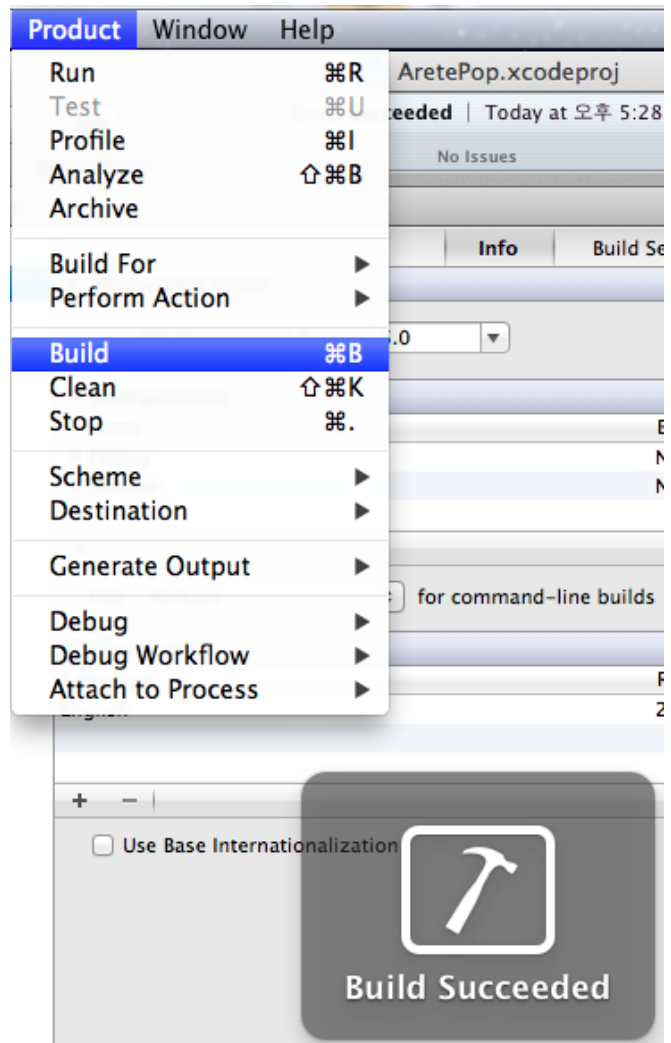 Product Window Help
Run ⌘R
Test ⌘U
Profile ⌘I
Analyze ⇧⌘B
Archive
Build For ▶
Perform Action ▶
Build ⌘B
Clean ⇧⌘K
Stop ⌘.
Scheme ▶
Destination ▶
Generate Output ▶
Debug ▶
Debug Workflow ▶
Attach to Process ▶
AretePop.xcodeproj
Today at 오후 5:28
No Issues
Info Build Se
.0
for command-line builds
+ −
Use Base Internationalization
Build Succeeded